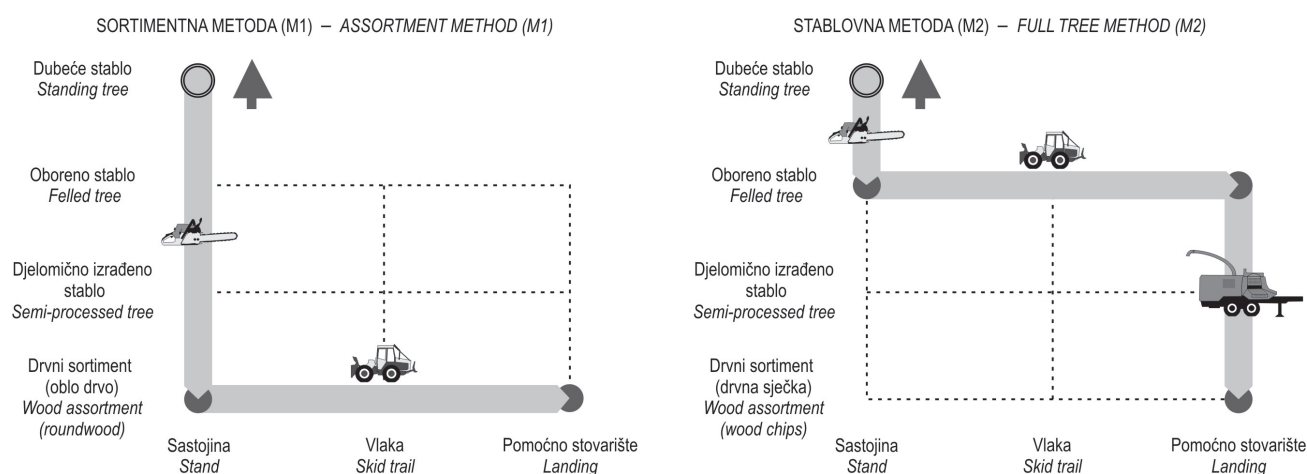 SORTIMENTNA METODA (M1) – ASSORTMENT METHOD (M1)
Dubeće stablo
Standing tree
Oboreno stablo
Felled tree
Djelomično izrađeno
stablo
Semi-processed tree
Drvni sortiment
(oblo drvo)
Wood assortment
(roundwood)
Sastojina
Stand
Vlaka
Skid trail
Pomoćno stovarište
Landing
STABLOVNA METODA (M2) – FULL TREE METHOD (M2)
Dubeće stablo
Standing tree
Oboreno stablo
Felled tree
Djelomično izrađeno
stablo
Semi-processed tree
Drvni sortiment
(drvna sječka)
Wood assortment
(wood chips)
Sastojina
Stand
Vlaka
Skid trail
Pomoćno stovarište
Landing